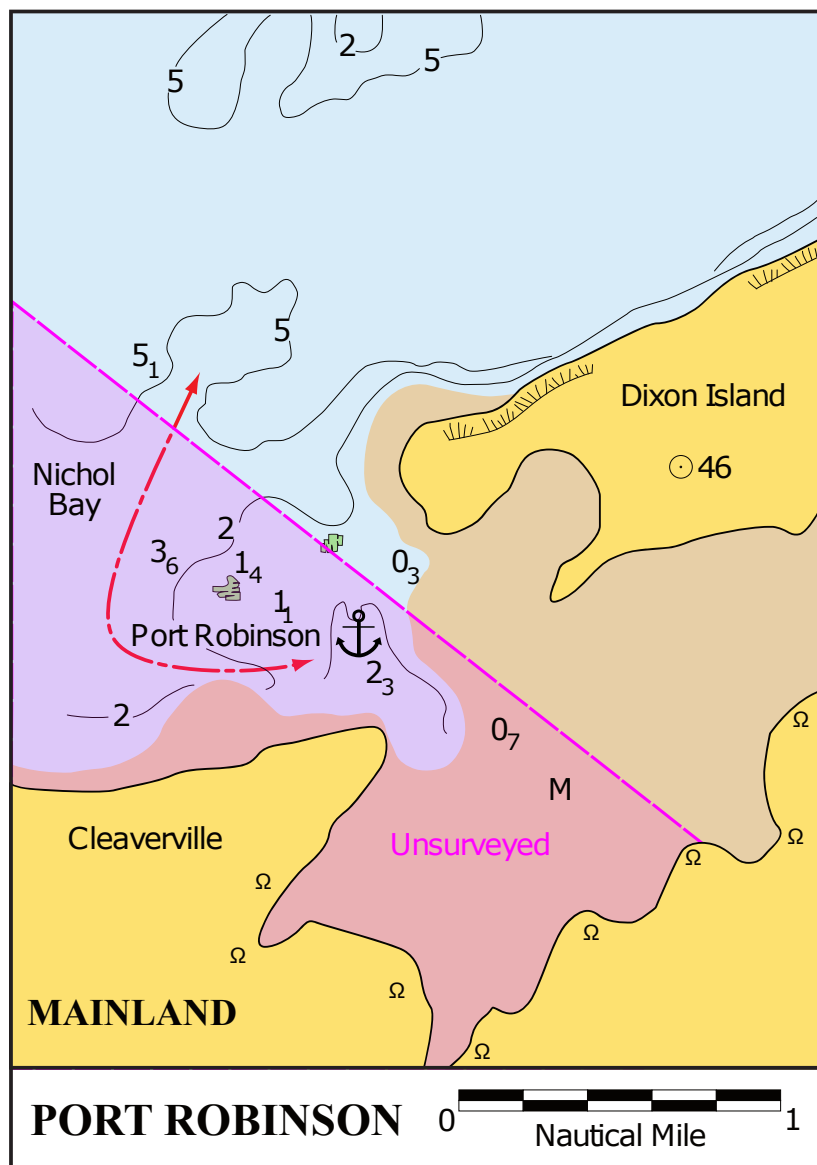 2
5
5
5
5₁
Dixon Island
46
Nichol
Bay
2
3₆
1₄
0₃
1₁
Port Robinson
2₃
2
0₇
M
Cleaverville
Unsurveyed
MAINLAND
PORT ROBINSON
0
1
Nautical Mile